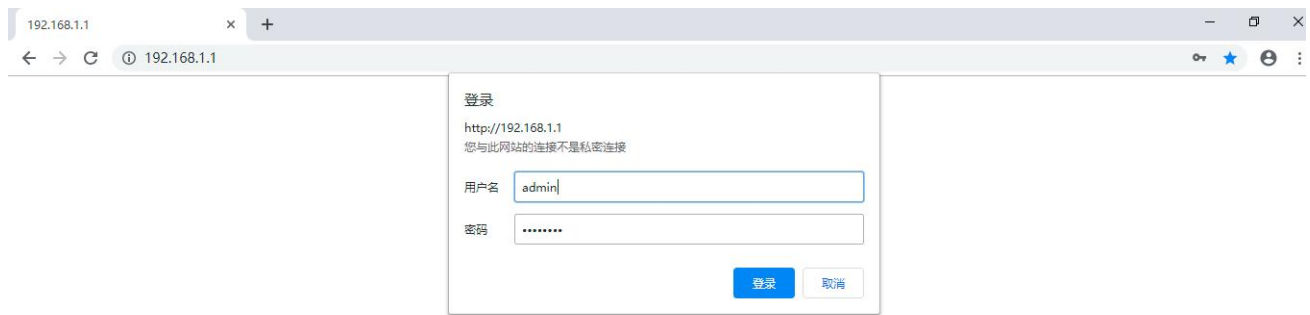 192.168.1.1
192.168.1.1
登录
http://192.168.1.1
您与此网站的连接不是私密连接
用户名 admin
密码 ••••••••
登录 取消